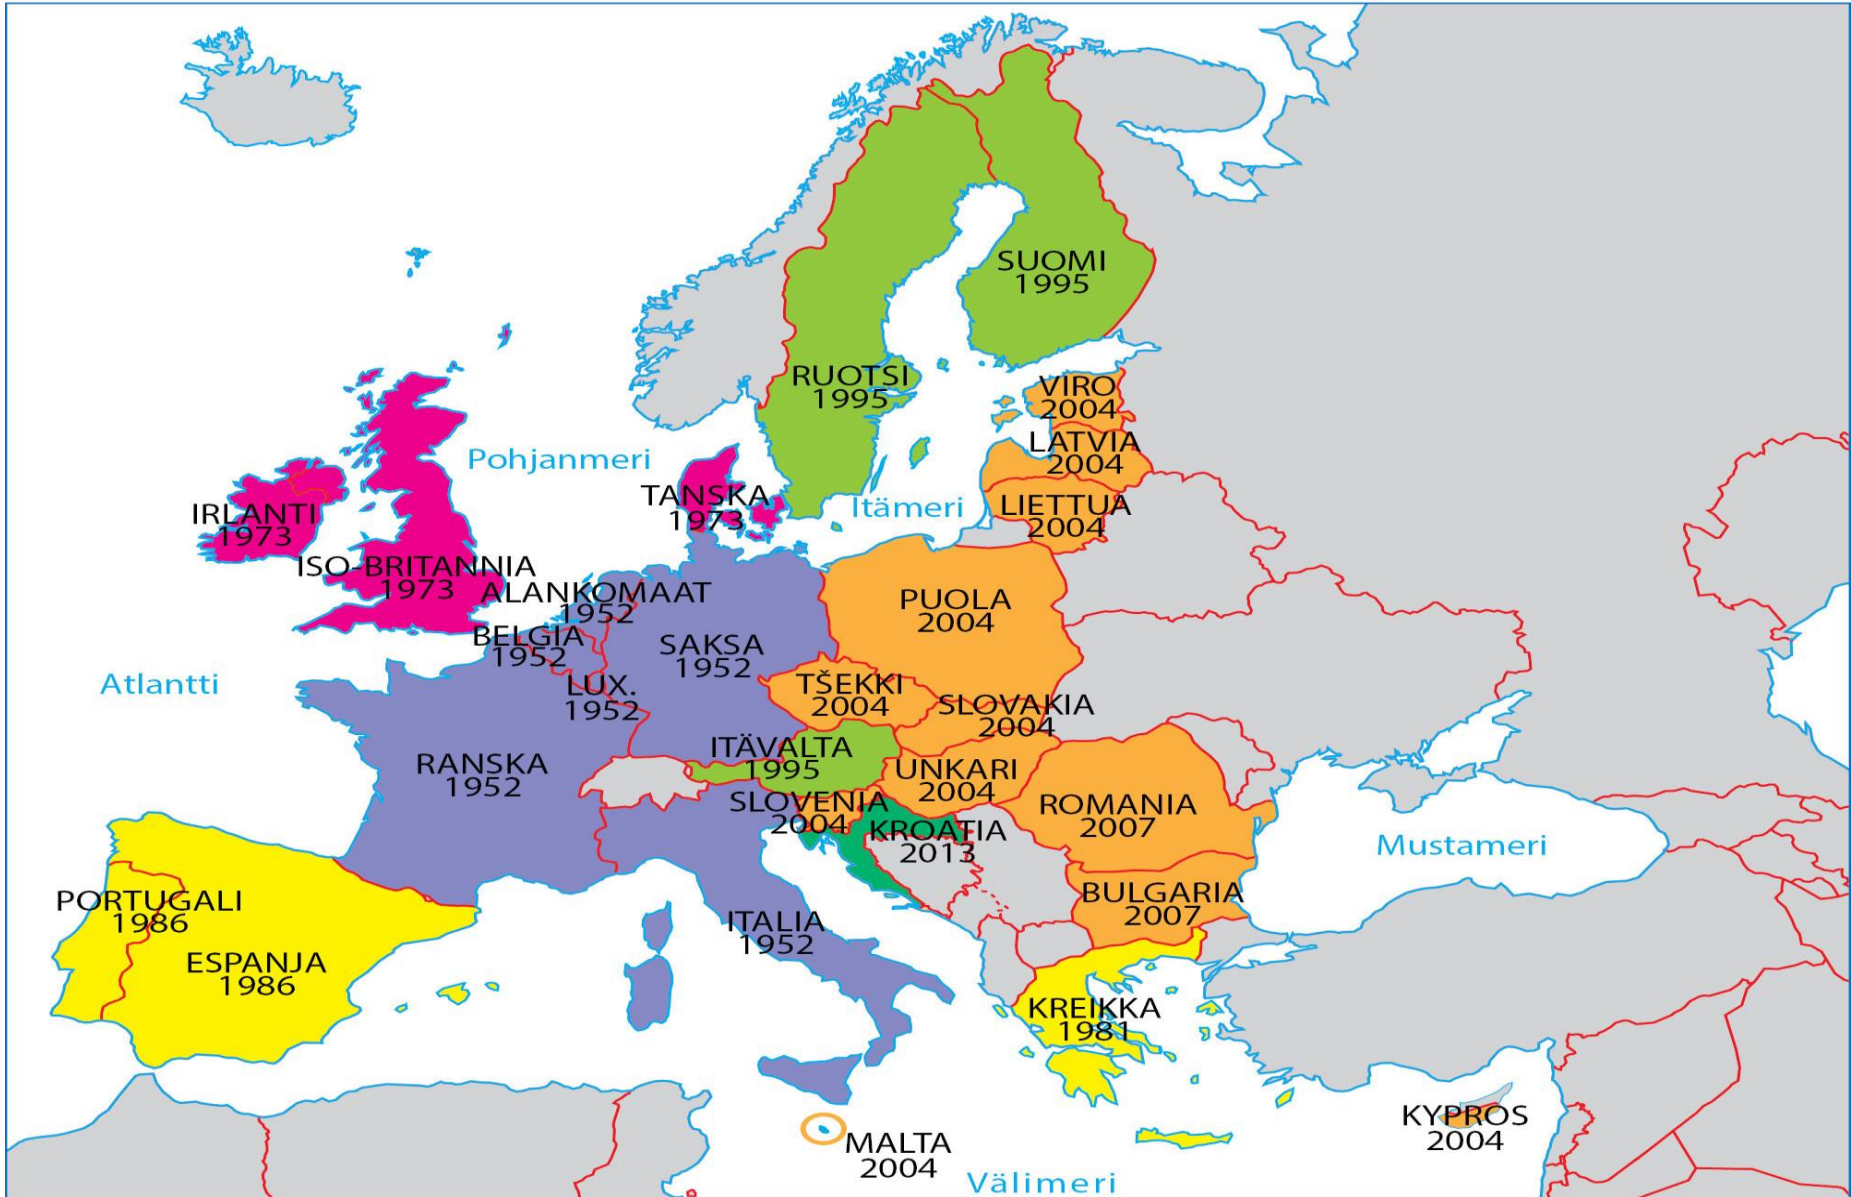 SUOMI
1995
RUOTSI
1995
VIRO
2004
LATVIA
2004
Pohjanmeri
TANSKA
1973
Itämeri
LIETTUA
2004
IRLANTI
1973
ISO-BRITANNIA
1973
ALANKOMAAT
1952
PUOLA
2004
BELGIA
1952
SAKSA
1952
Atlantti
LUX.
1952
TŠEKKI
2004
SLOVAKIA
2004
ITÄVALTA
1995
RANSKA
1952
UNKARI
2004
SLOVENIA
2004
ROMANIA
2007
KROATIA
2013
Mustameri
PORTUGALI
1986
BULGARIA
2007
ITALIA
1952
ESPANJA
1986
KREIKKA
1981
KYPROS
2004
MALTA
2004
Välimeri